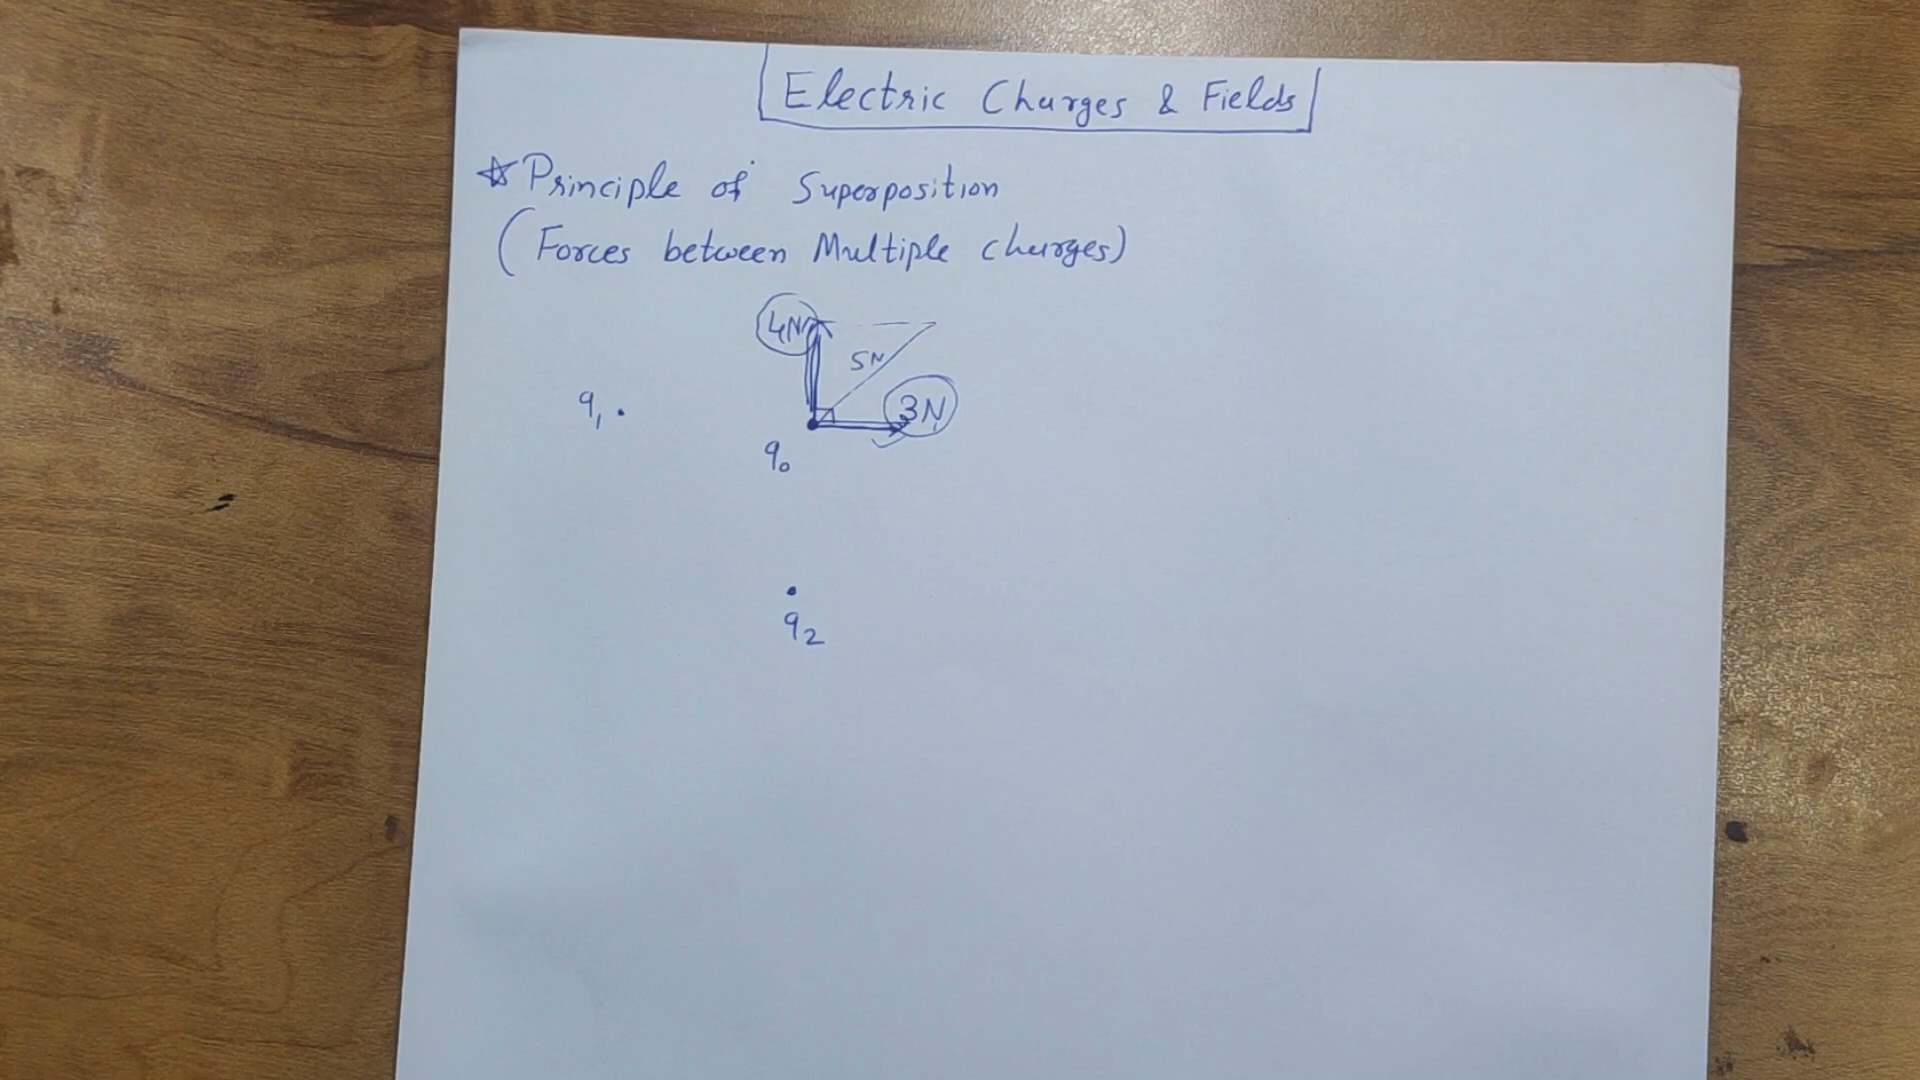 Electric Charges & Fields
☆ Principle of Superposition
(Forces between Multiple charges)
4N
5N
3N
q₁
q₀
q₂